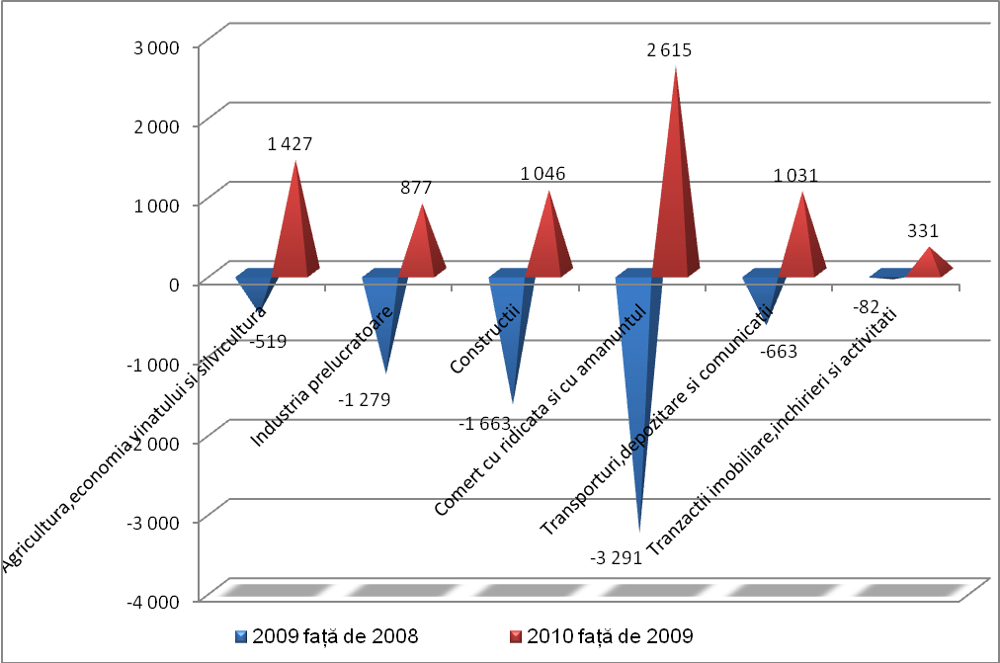 3 000
2 000
1 000
0
-1 000
-2 000
-3 000
-4 000
1 427
877
1 046
2 615
1 031
331
-519
-1 279
-1 663
-3 291
-663
-82
Agricultura,economia vinatului si silvicultura
Industria prelucratoare
Constructii
Comert cu ridicata si cu amanuntul
Transporturi,depozitare si comunicatii
Tranzactii imobiliare,inchirieri si activitati
2009 față de 2008
2010 față de 2009